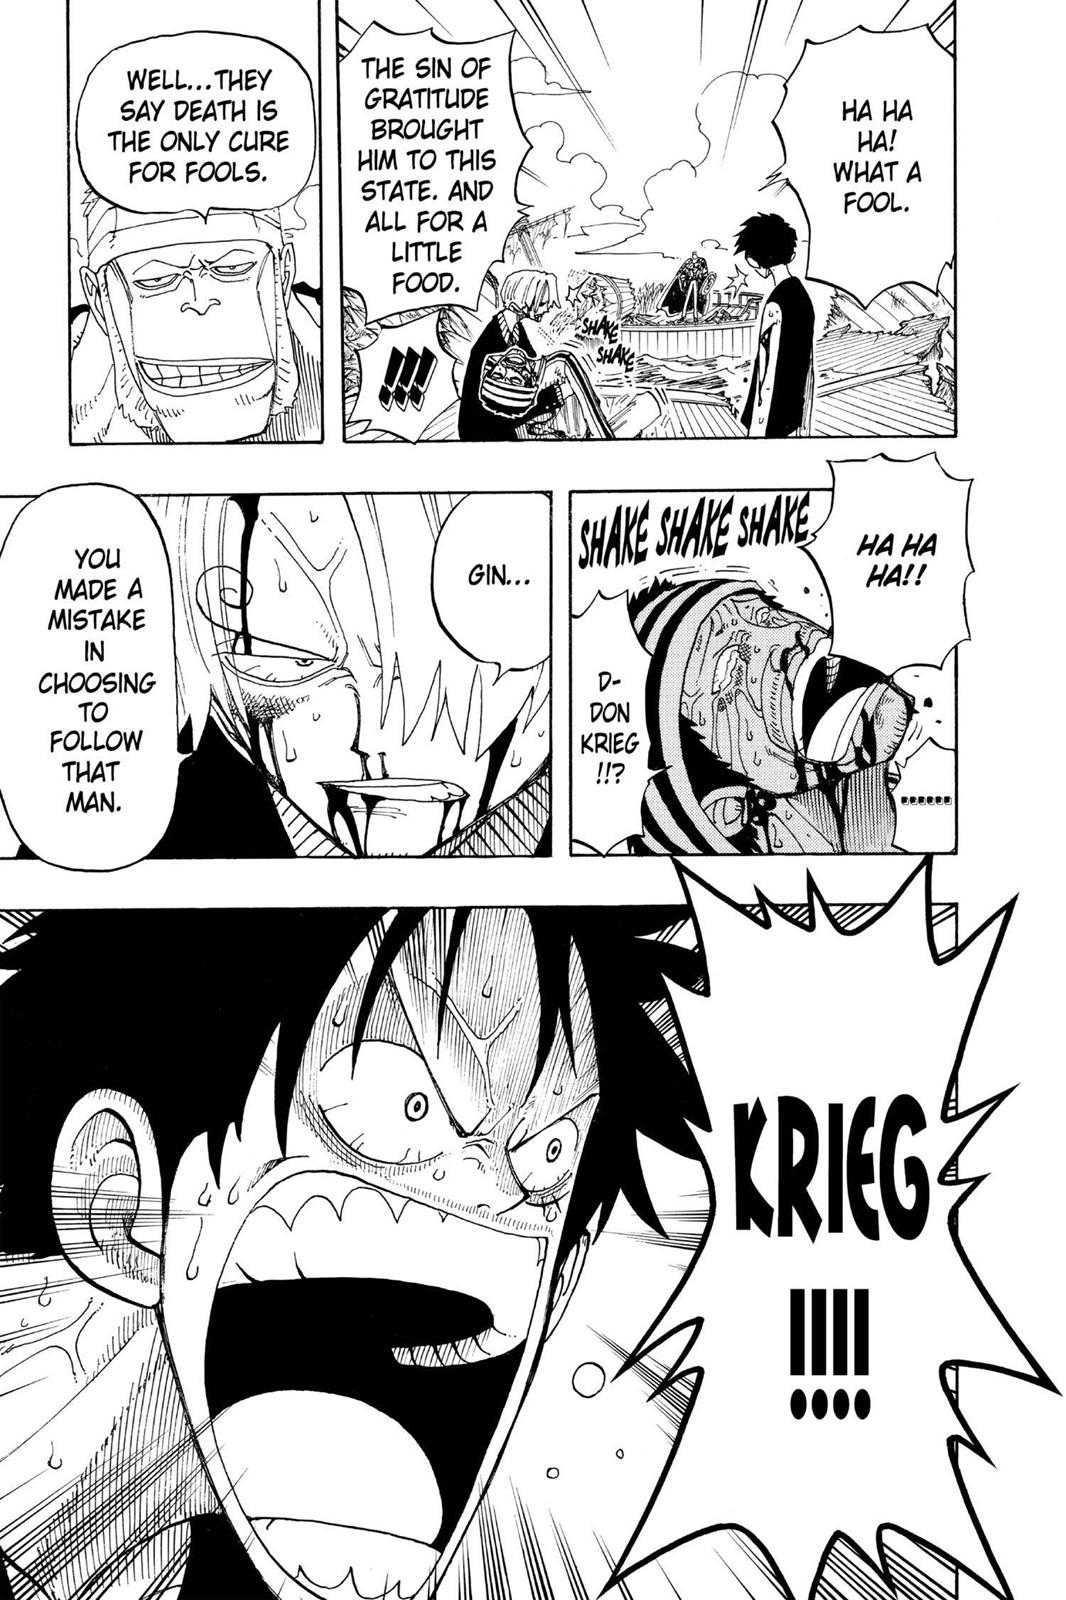 HA HA
HA!
WHAT A
FOOL.
THE SIN OF
GRATITUDE
BROUGHT
HIM TO THIS
STATE. AND
ALL FOR A
LITTLE
FOOD.
SHAKE
SHAKE
!!!
WELL...THEY
SAY DEATH IS
THE ONLY CURE
FOR FOOLS.
HA HA
HA!!
SHAKE SHAKE SHAKE
D-
DON
KRIEG
!!?
........
GIN...
YOU
MADE A
MISTAKE
IN
CHOOSING
TO
FOLLOW
THAT
MAN.
KRIEG
!!!!